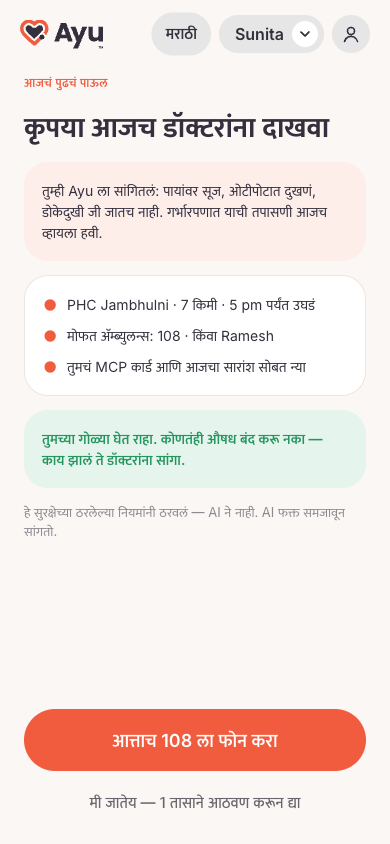 Ayu™
मराठी
Sunita
आजचं पुढचं पाऊल
कृपया आजच डॉक्टरांना दाखवा
तुम्ही Ayu ला सांगितलं: पायांवर सूज, ओटीपोटात दुखणं,
डोकेदुखी जी जातच नाही. गर्भारपणात याची तपासणी आजच
व्हायला हवी.
PHC Jambhulni · 7 किमी · 5 pm पर्यंत उघडं
मोफत ॲम्ब्युलन्स: 108 · किंवा Ramesh
तुमचं MCP कार्ड आणि आजचा सारांश सोबत न्या
तुमच्या गोळ्या घेत राहा. कोणतंही औषध बंद करू नका —
काय झालं ते डॉक्टरांना सांगा.
हे सुरक्षेच्या ठरलेल्या नियमांनी ठरवलं — AI ने नाही. AI फक्त समजावून
सांगतो.
आत्ताच 108 ला फोन करा
मी जातेय — 1 तासाने आठवण करून द्या